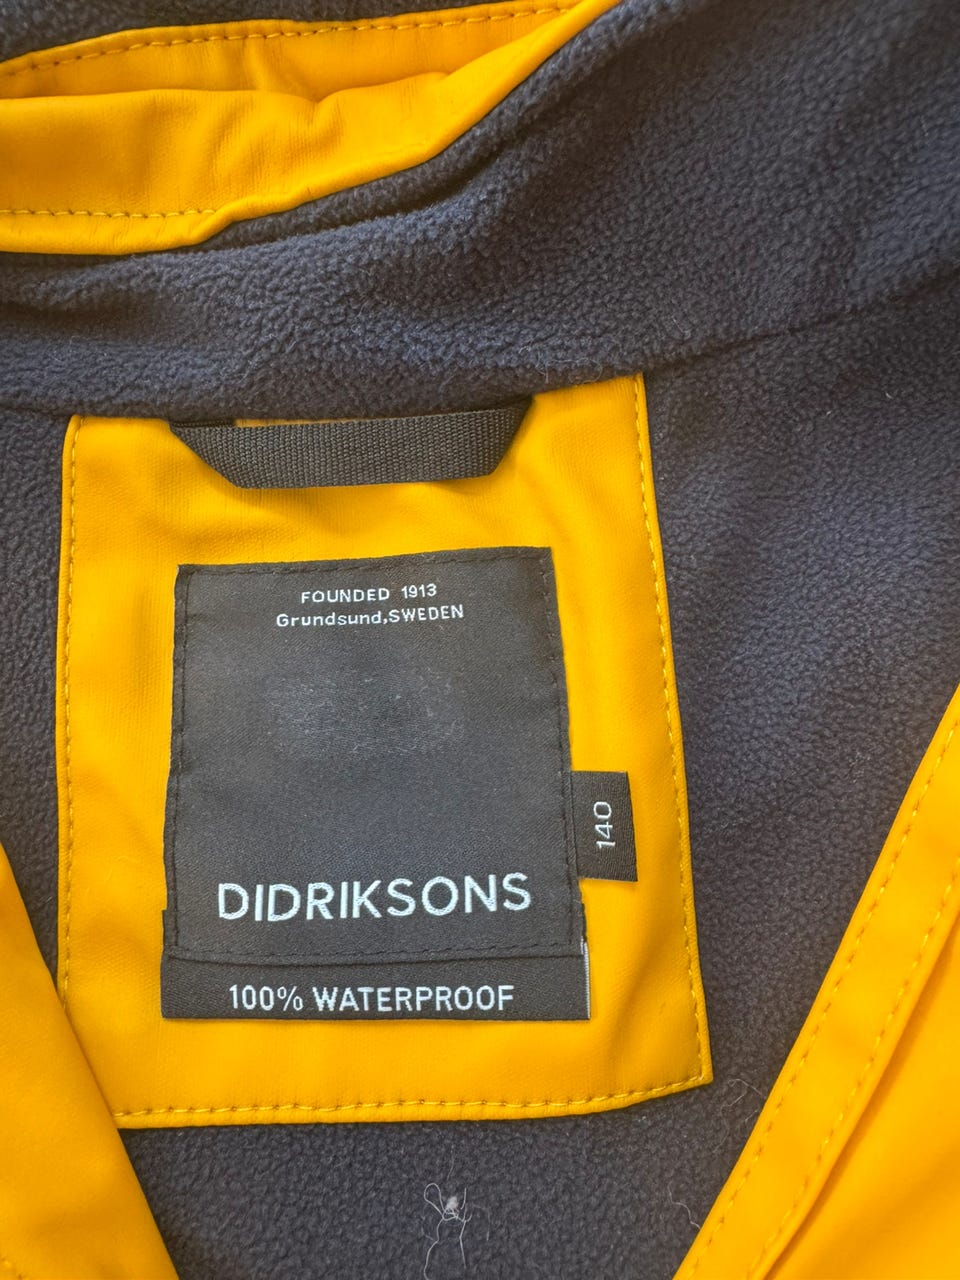 FOUNDED 1913
Grundsund,SWEDEN
140
DIDRIKSONS
100% WATERPROOF